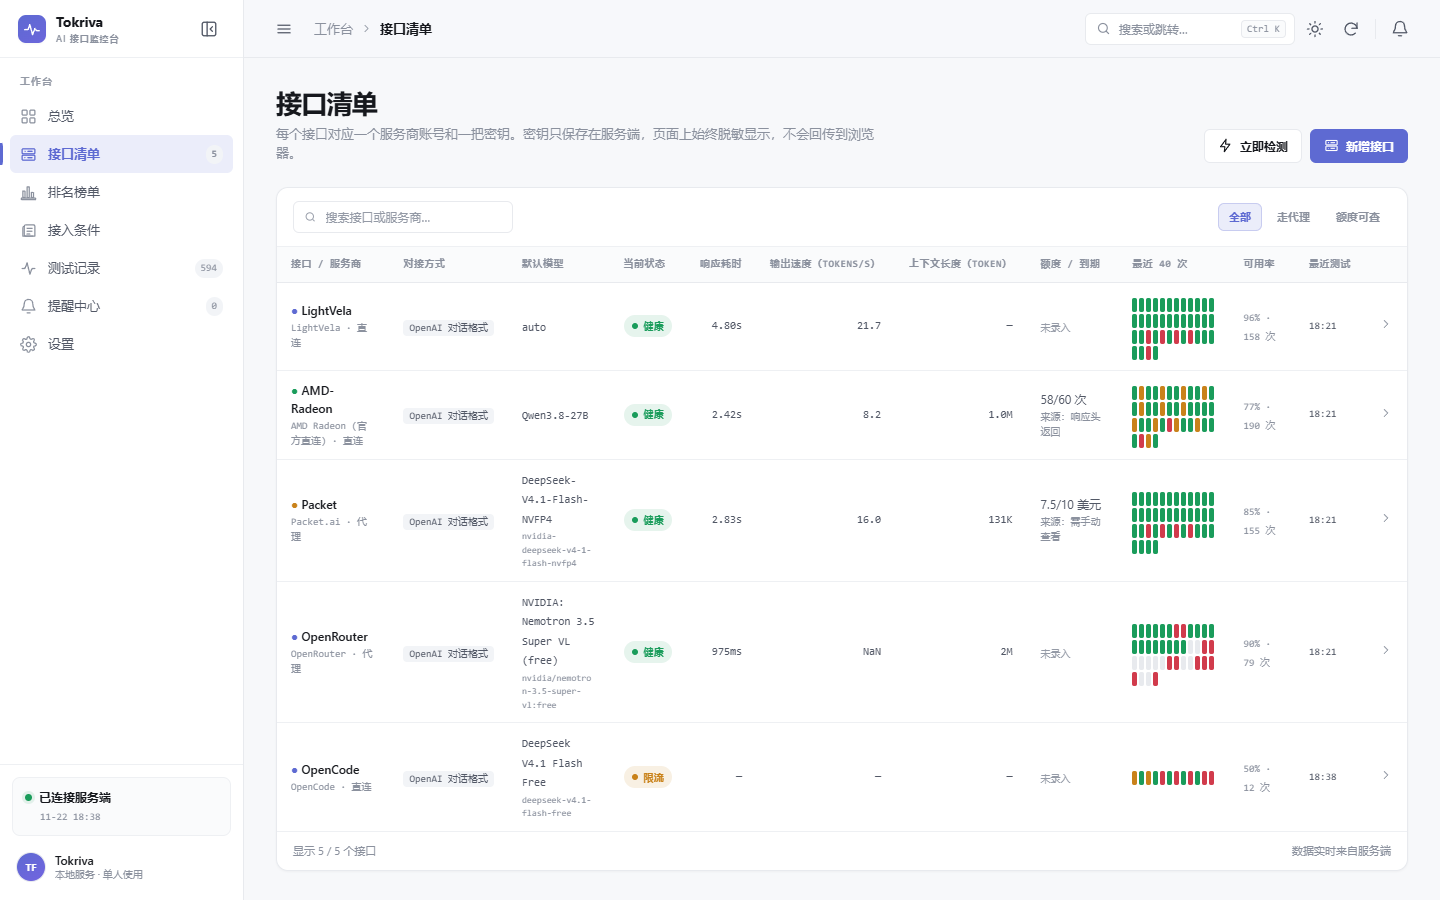 Tokriva
AI 接口监控台
工作台
总览
接口清单 5
排名榜单
接入条件
测试记录 594
提醒中心 0
设置
已连接服务端
11-22 18:38
TF
Tokriva
本地服务 · 单人使用
工作台 > 接口清单
搜索或跳转... Ctrl K
接口清单
每个接口对应一个服务商账号和一把密钥。密钥只保存在服务端，页面上始终脱敏显示，不会回传到浏览
器。
立即检测
新增接口
搜索接口或服务商...
全部 走代理 额度可查
接口 / 服务商 对接方式 默认模型 当前状态 响应耗时 输出速度 (TOKENS/S) 上下文长度 (TOKEN) 额度 / 到期 最近 40 次 可用率 最近测试
LightVela
LightVela · 直
连
OpenAI 对话格式
auto
健康
4.80s
21.7
—
未录入
96% ·
158 次
18:21
AMD-
Radeon
AMD Radeon (官
方直连) · 直连
OpenAI 对话格式
Qwen3.8-27B
健康
2.42s
8.2
1.0M
58/60 次
来源: 响应头
返回
77% ·
190 次
18:21
Packet
Packet.ai · 代
理
OpenAI 对话格式
DeepSeek-
V4.1-Flash-
NVFP4
nvidia-
deepseek-v4-1-
flash-nvfp4
健康
2.83s
16.0
131K
7.5/10 美元
来源: 需手动
查看
85% ·
155 次
18:21
OpenRouter
OpenRouter · 代
理
OpenAI 对话格式
NVIDIA:
Nemotron 3.5
Super VL
(free)
nvidia/nemotro
n-3.5-super-
vl:free
健康
975ms
NaN
2M
未录入
90% ·
79 次
18:21
OpenCode
OpenCode · 直连
OpenAI 对话格式
DeepSeek
V4.1 Flash
Free
deepseek-v4.1-
flash-free
限流
—
—
—
未录入
50% ·
12 次
18:38
显示 5 / 5 个接口
数据实时来自服务端